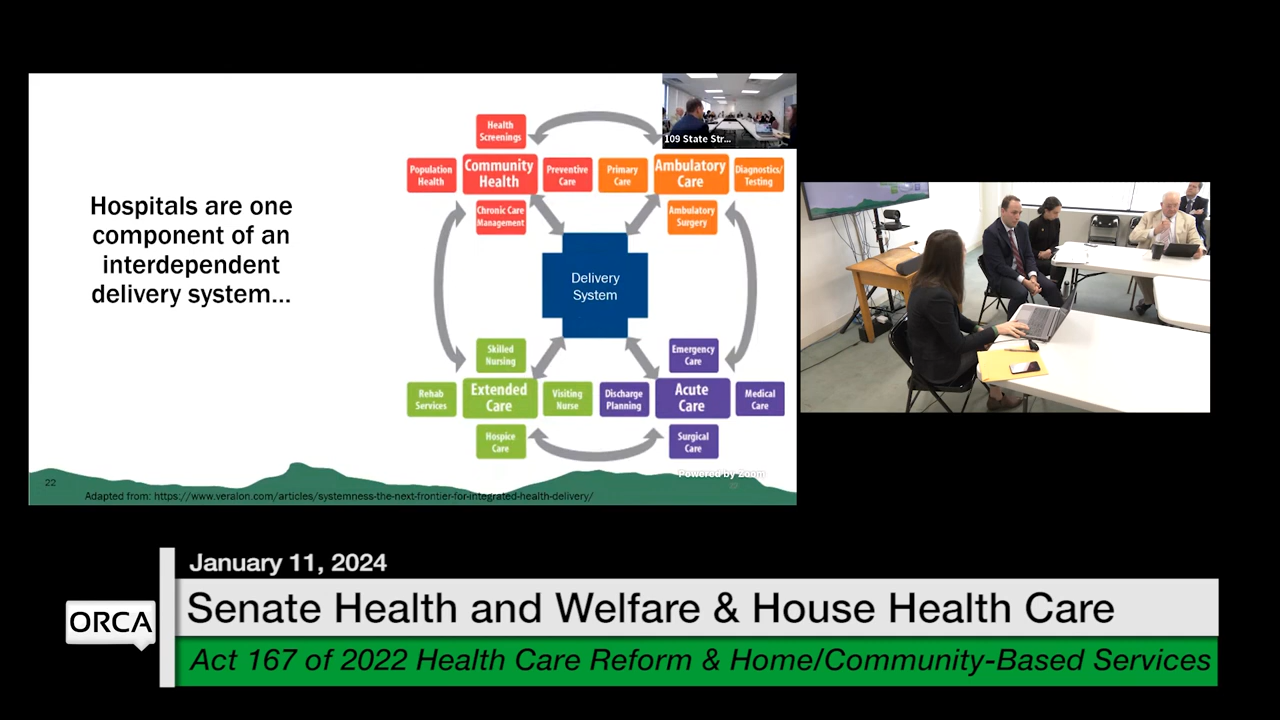 Hospitals are one
component of an
interdependent
delivery system...
109 State Str...
Health
Screenings
Population
Health
Community
Health
Preventive
Care
Primary
Care
Ambulatory
Care
Diagnostics/
Testing
Chronic Care
Management
Ambulatory
Surgery
Delivery
System
Skilled
Nursing
Emergency
Care
Rehab
Services
Extended
Care
Visiting
Nurse
Discharge
Planning
Acute
Care
Medical
Care
Hospice
Care
Surgical
Care
Powered by Zoom
22
Adapted from: https://www.veralon.com/articles/systemness-the-next-frontier-for-integrated-health-delivery/
January 11, 2024
ORCA
Senate Health and Welfare & House Health Care
Act 167 of 2022 Health Care Reform & Home/Community-Based Services